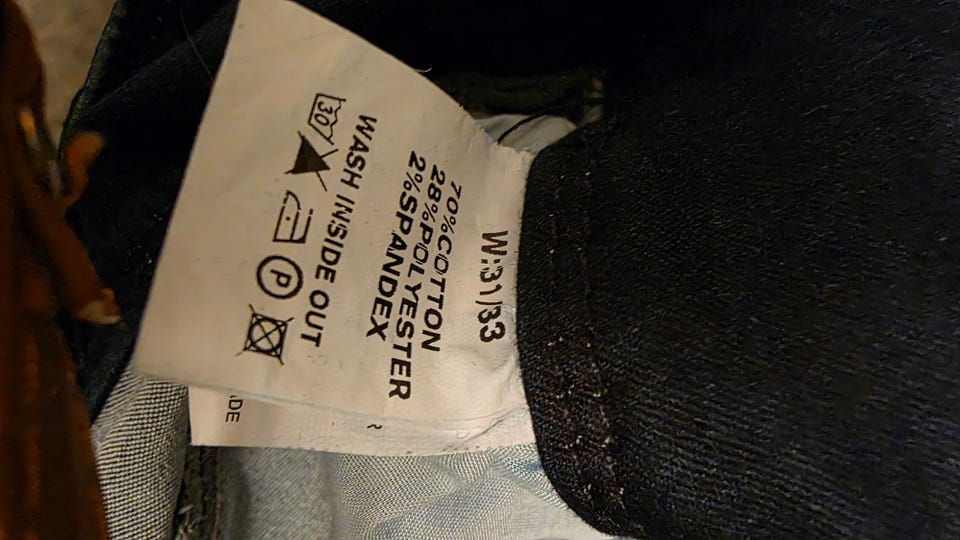 W:31/33
70%COTTON
28%POLYESTER
2%SPANDEX
WASH INSIDE OUT
30
P